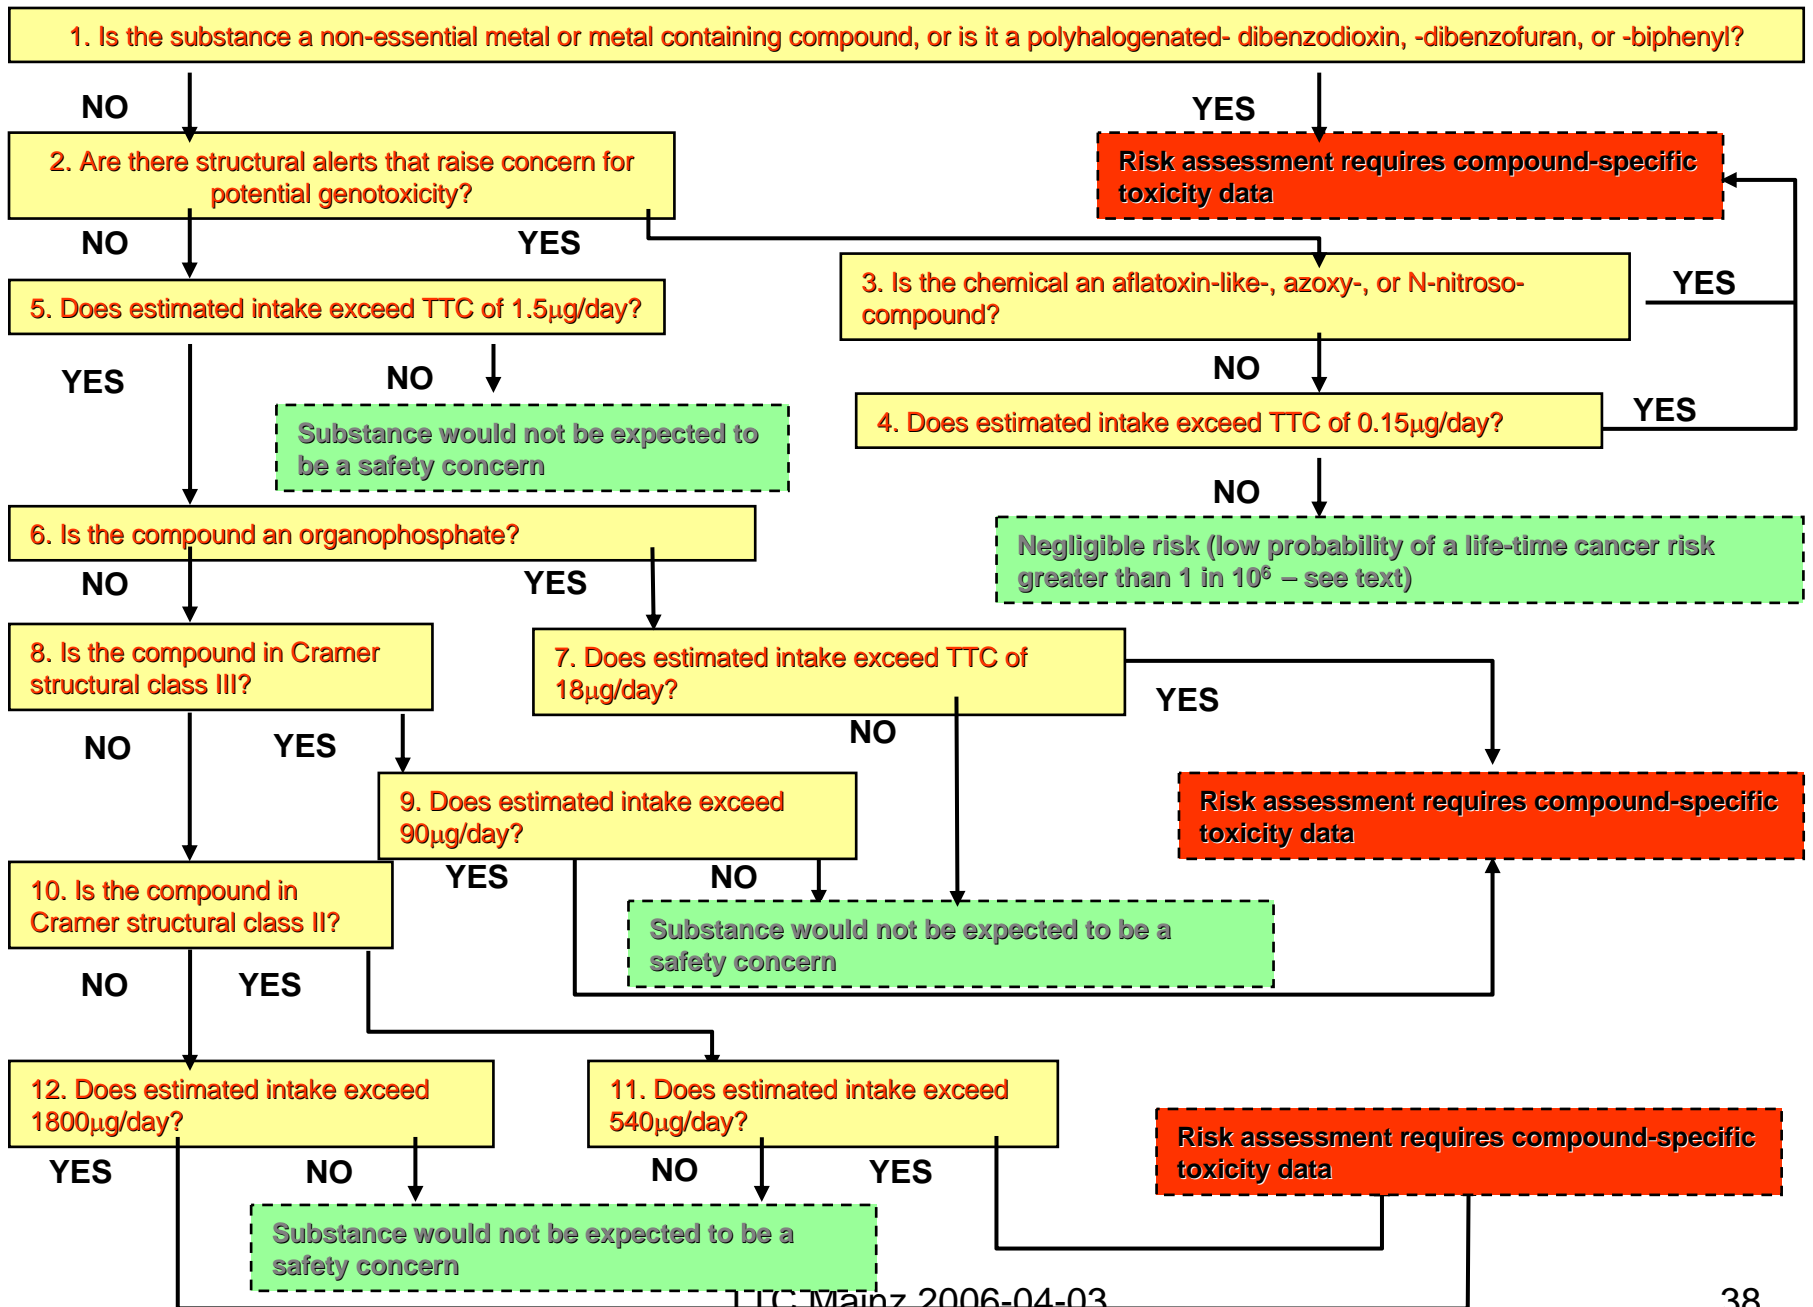 1. Is the substance a non-essential metal or metal containing compound, or is it a polyhalogenated- dibenzodioxin, -dibenzofuran, or -biphenyl?
NO
YES
2. Are there structural alerts that raise concern for
potential genotoxicity?
Risk assessment requires compound-specific
toxicity data
NO
YES
3. Is the chemical an aflatoxin-like-, azoxy-, or N-nitroso-
compound?
YES
5. Does estimated intake exceed TTC of 1.5μg/day?
YES
NO
NO
4. Does estimated intake exceed TTC of 0.15μg/day?
YES
Substance would not be expected to
be a safety concern
NO
6. Is the compound an organophosphate?
Negligible risk (low probability of a life-time cancer risk
greater than 1 in 10⁶ – see text)
NO
YES
8. Is the compound in Cramer
structural class III?
7. Does estimated intake exceed TTC of
18μg/day?
YES
NO
NO
YES
9. Does estimated intake exceed
90μg/day?
Risk assessment requires compound-specific
toxicity data
YES
NO
10. Is the compound in
Cramer structural class II?
Substance would not be expected to be a
safety concern
NO
YES
12. Does estimated intake exceed
1800μg/day?
11. Does estimated intake exceed
540μg/day?
Risk assessment requires compound-specific
toxicity data
YES
NO
NO
YES
Substance would not be expected to be a
safety concern
TTC Mainz 2006-04-03
38